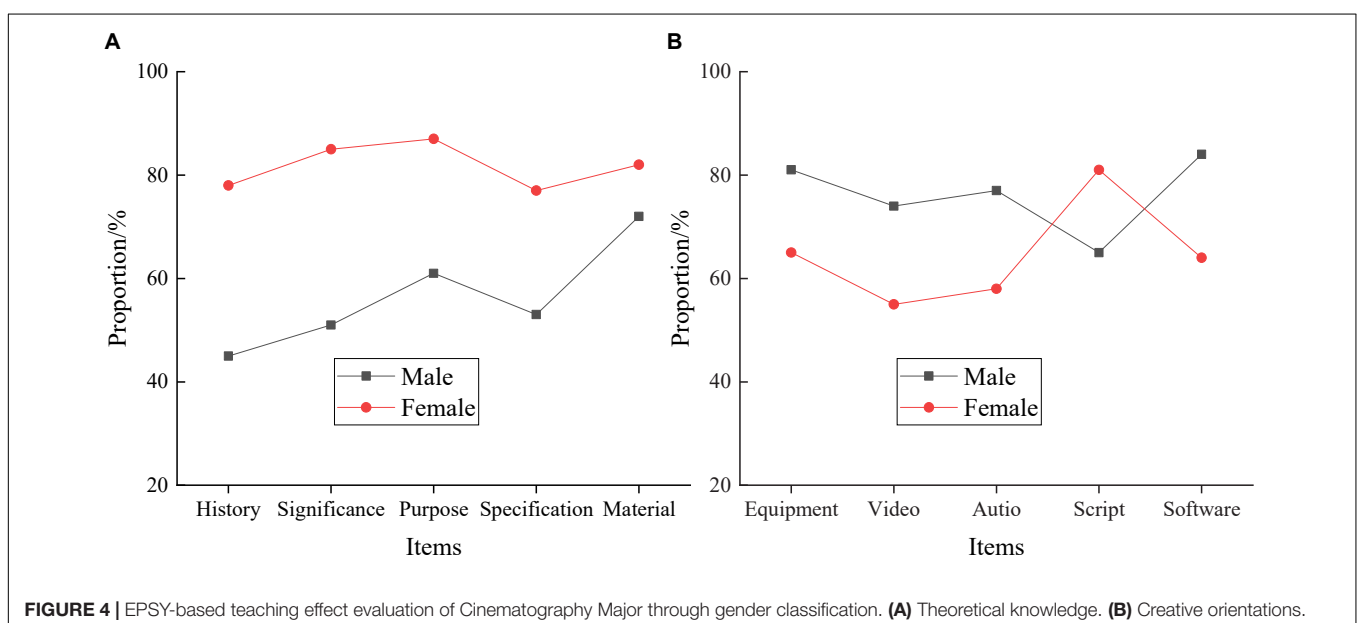 A
100
80
60
40
20
Proportion/%
Male
Female
History Significance Purpose Specification Material
Items
B
100
80
60
40
20
Proportion/%
Male
Female
Equipment Video Autio Script Software
Items
FIGURE 4 | EPSY-based teaching effect evaluation of Cinematography Major through gender classification. (A) Theoretical knowledge. (B) Creative orientations.